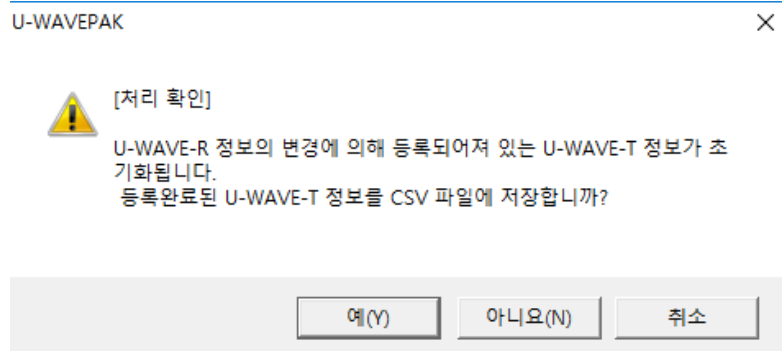 U-WAVEPAK
[처리 확인]
U-WAVE-R 정보의 변경에 의해 등록되어져 있는 U-WAVE-T 정보가 초
기화됩니다.
등록완료된 U-WAVE-T 정보를 CSV 파일에 저장합니까?
예(Y) 아니요(N) 취소